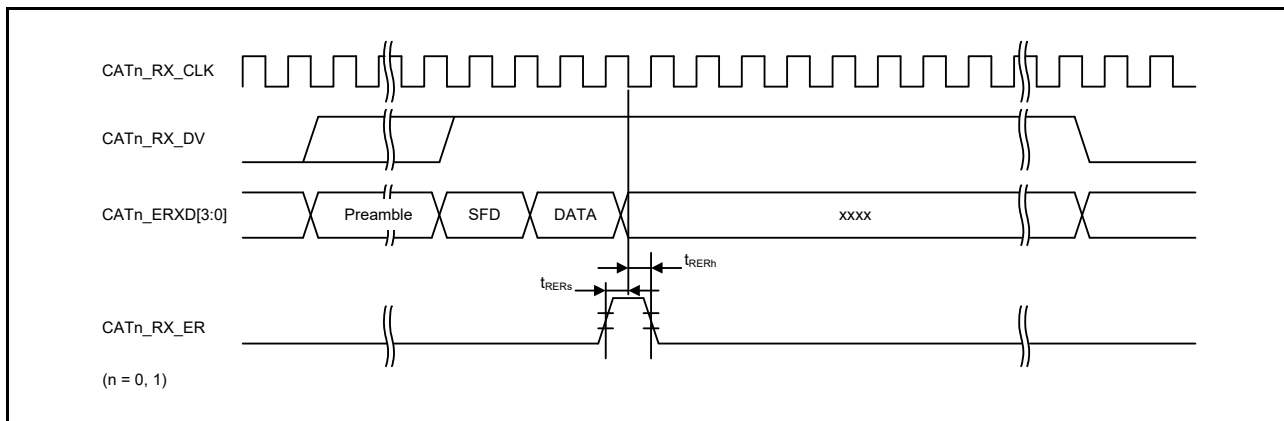 CATn_RX_CLK
CATn_RX_DV
CATn_ERXD[3:0]
Preamble
SFD
DATA
xxxx
tRERh
tRERs
CATn_RX_ER
(n = 0, 1)